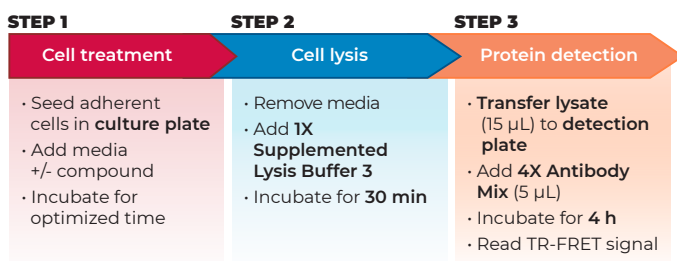 STEP 1
Cell treatment
· Seed adherent
cells in culture plate
· Add media
+/- compound
· Incubate for
optimized time
STEP 2
Cell lysis
· Remove media
· Add 1X
Supplemented
Lysis Buffer 3
· Incubate for 30 min
STEP 3
Protein detection
· Transfer lysate
(15 µL) to detection
plate
· Add 4X Antibody
Mix (5 µL)
· Incubate for 4 h
· Read TR-FRET signal